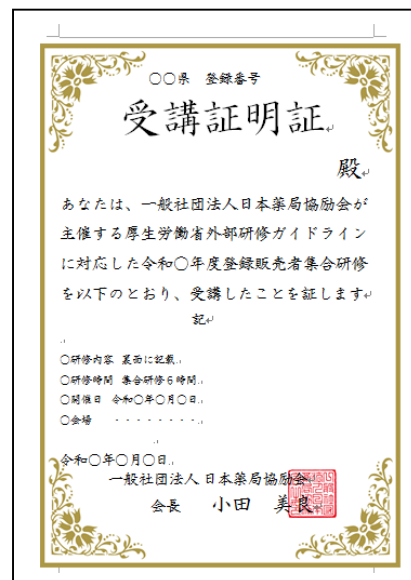 〇〇県 登録番号
受講証明証
殿
あなたは、一般社団法人日本薬局協励会が
主催する厚生労働省外部研修ガイドライン
に対応した令和〇年度登録販売者集合研修
を以下のとおり、受講したことを証します
記
〇研修内容 裏面に記載
〇研修時間 集合研修6時間
〇開催日 令和〇年〇月〇日
〇会場 ・・・・・・・・
令和〇年〇月〇日
一般社団法人 日本薬局協励会
会長 小田 美良